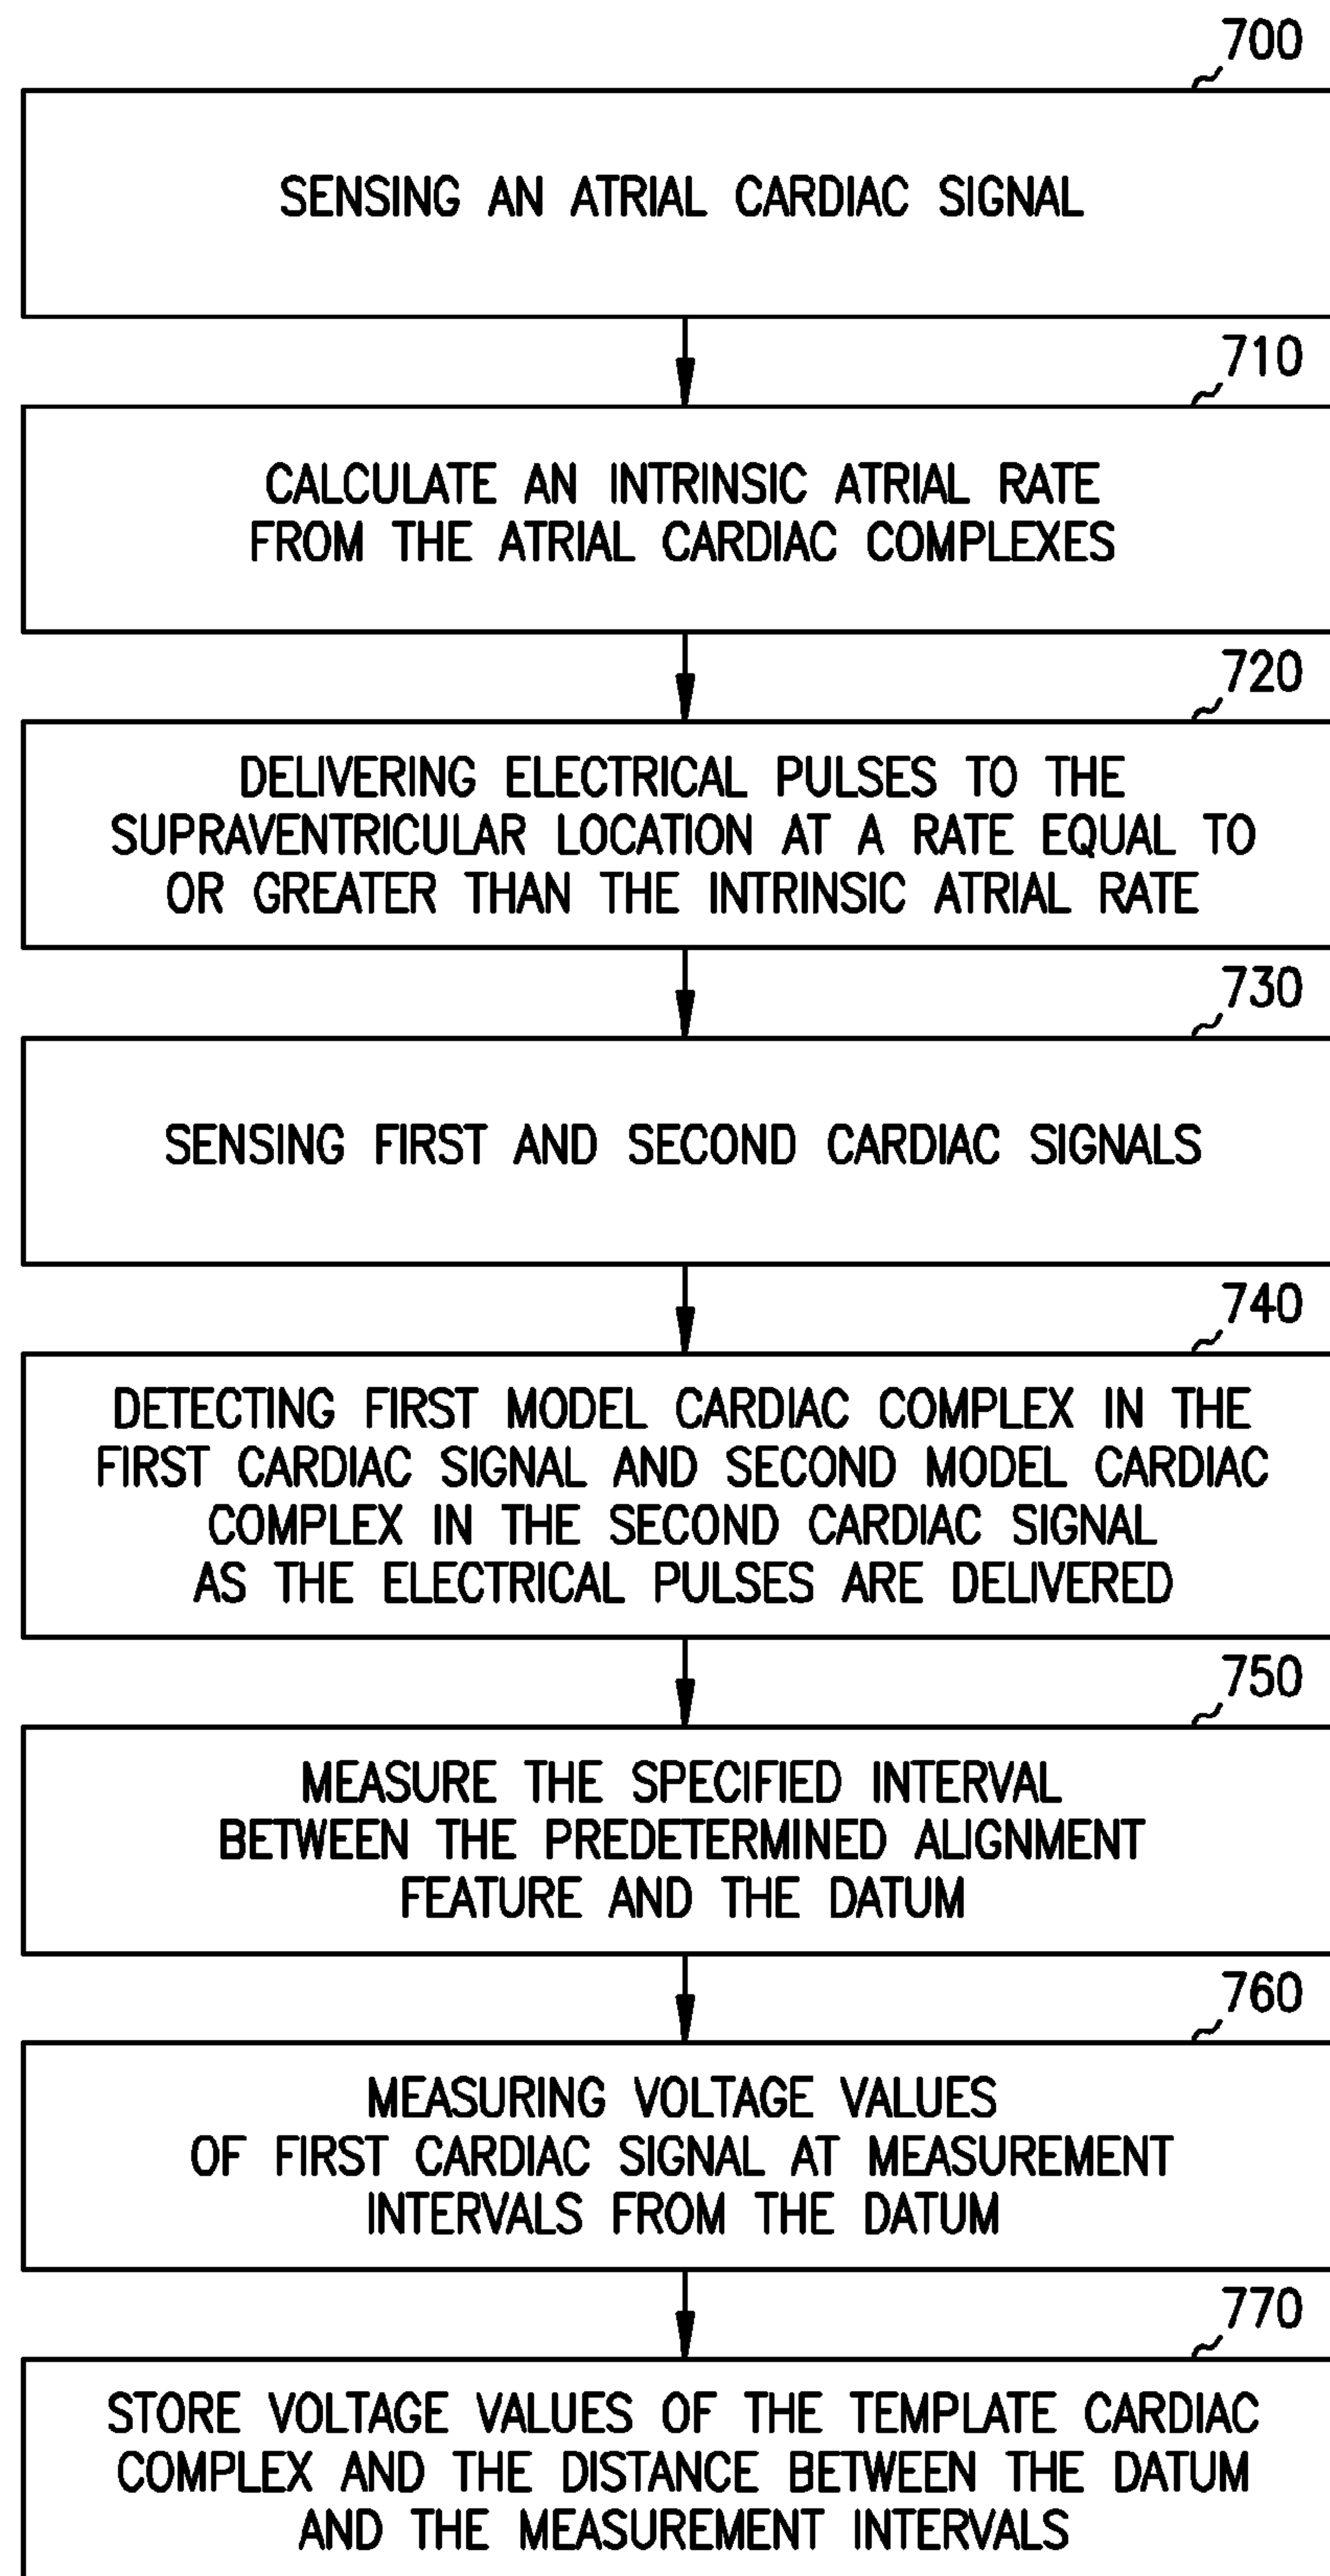 700
SENSING AN ATRIAL CARDIAC SIGNAL
710
CALCULATE AN INTRINSIC ATRIAL RATE
FROM THE ATRIAL CARDIAC COMPLEXES
720
DELIVERING ELECTRICAL PULSES TO THE
SUPRAVENTRICULAR LOCATION AT A RATE EQUAL TO
OR GREATER THAN THE INTRINSIC ATRIAL RATE
730
SENSING FIRST AND SECOND CARDIAC SIGNALS
740
DETECTING FIRST MODEL CARDIAC COMPLEX IN THE
FIRST CARDIAC SIGNAL AND SECOND MODEL CARDIAC
COMPLEX IN THE SECOND CARDIAC SIGNAL
AS THE ELECTRICAL PULSES ARE DELIVERED
750
MEASURE THE SPECIFIED INTERVAL
BETWEEN THE PREDETERMINED ALIGNMENT
FEATURE AND THE DATUM
760
MEASURING VOLTAGE VALUES
OF FIRST CARDIAC SIGNAL AT MEASUREMENT
INTERVALS FROM THE DATUM
770
STORE VOLTAGE VALUES OF THE TEMPLATE CARDIAC
COMPLEX AND THE DISTANCE BETWEEN THE DATUM
AND THE MEASUREMENT INTERVALS